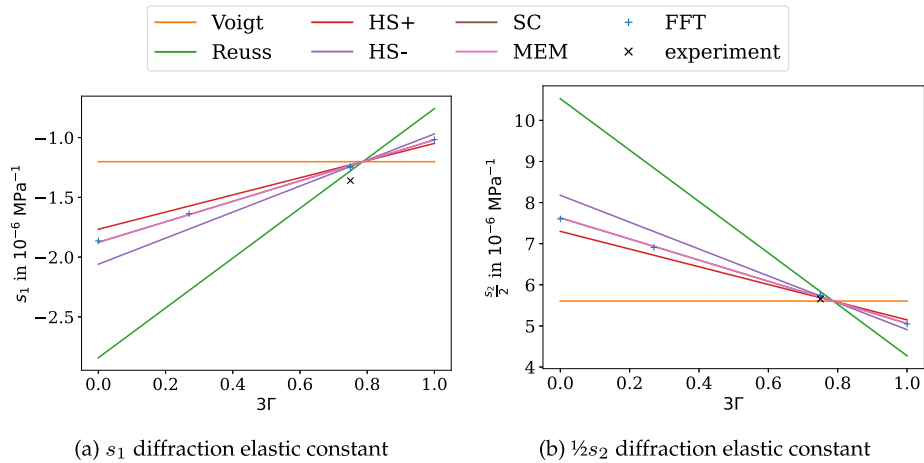 Voigt HS+ SC FFT
Reuss HS- MEM experiment
−1.0
−1.5
−2.0
−2.5
s₁ in 10⁻⁶ MPa⁻¹
0.0 0.2 0.4 0.6 0.8 1.0
3Γ
(a) s₁ diffraction elastic constant
10
9
8
7
6
5
4
s₂/2 in 10⁻⁶ MPa⁻¹
0.0 0.2 0.4 0.6 0.8 1.0
3Γ
(b) ½s₂ diffraction elastic constant